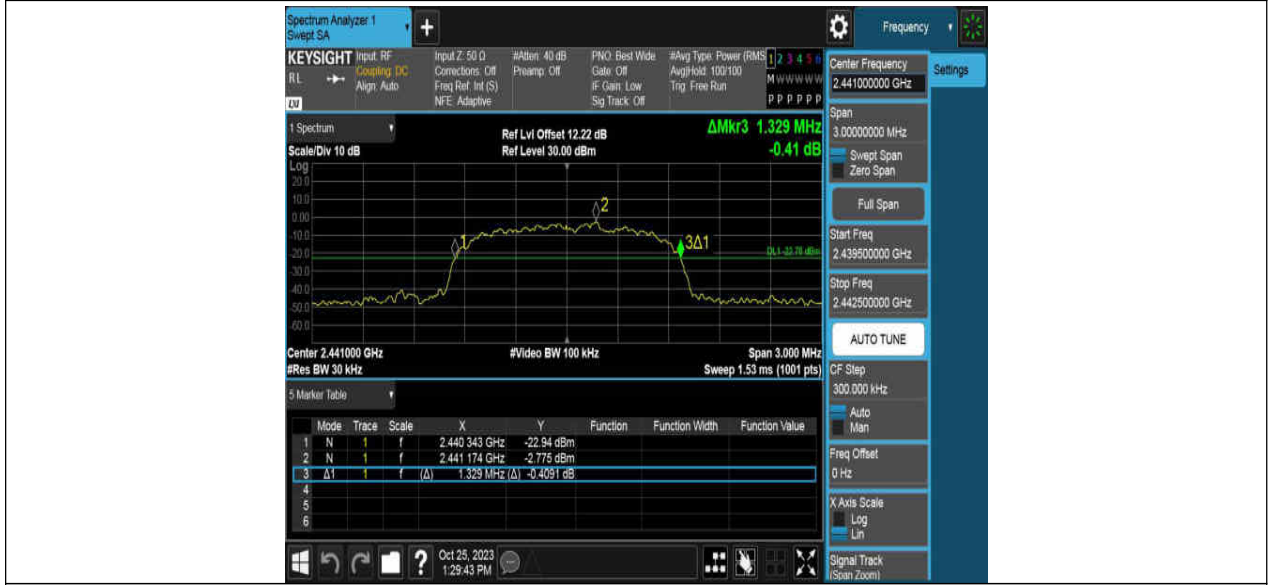 Spectrum Analyzer 1
Swept SA
+
Frequency
KEYSIGHT
RL
LXI
Input: RF
Coupling: DC
Align: Auto
Input Z: 50 Ω
Corrections: Off
Freq Ref: Int (S)
NFE: Adaptive
#Atten: 40 dB
Preamp: Off
PNO: Best Wide
Gate: Off
IF Gain: Low
Sig Track: Off
#Avg Type: Power (RMS
Avg|Hold: 100/100
Trig: Free Run
1 2 3 4 5 6
M W W W W W
P P P P P P
1 Spectrum
Scale/Div 10 dB
Ref Lvl Offset 12.22 dB
Ref Level 30.00 dBm
ΔMkr3 1.329 MHz
-0.41 dB
Log
20.0
10.0
0.00
-10.0
-20.0
-30.0
-40.0
-50.0
-60.0
1
2
3Δ1
DL1 -22.78 dBm
Center 2.441000 GHz
#Video BW 100 kHz
Span 3.000 MHz
#Res BW 30 kHz
Sweep 1.53 ms (1001 pts)
5 Marker Table
Mode Trace Scale X Y Function Function Width Function Value
1 N 1 f 2.440 343 GHz -22.94 dBm
2 N 1 f 2.441 174 GHz -2.775 dBm
3 Δ1 1 f (Δ) 1.329 MHz (Δ) -0.4091 dB
4
5
6
?
Oct 25, 2023
1:29:43 PM
Center Frequency
2.441000000 GHz
Settings
Span
3.00000000 MHz
Swept Span
Zero Span
Full Span
Start Freq
2.439500000 GHz
Stop Freq
2.442500000 GHz
AUTO TUNE
CF Step
300.000 kHz
Auto
Man
Freq Offset
0 Hz
X Axis Scale
Log
Lin
Signal Track
(Span Zoom)